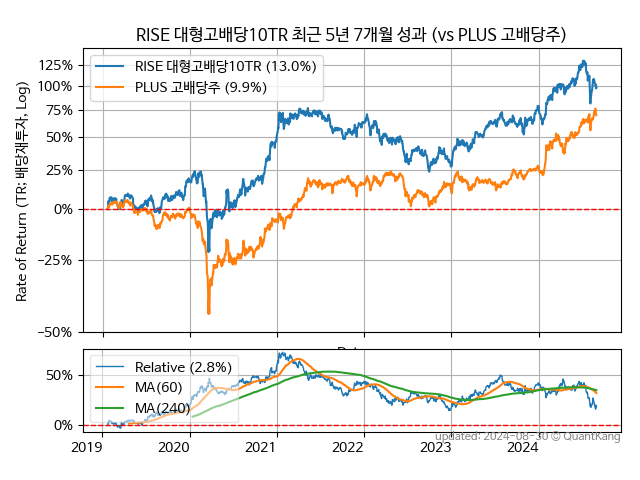 RISE 대형고배당10TR 최근 5년 7개월 성과 (vs PLUS 고배당주)
RISE 대형고배당10TR (13.0%)
PLUS 고배당주 (9.9%)
Rate of Return (TR: 배당재투자, Log)
125%
100%
75%
50%
25%
0%
−25%
−50%
Relative (2.8%)
MA(60)
MA(240)
50%
0%
2019
2020
2021
2022
2023
2024
updated: 2024-08-30 © QuantKang